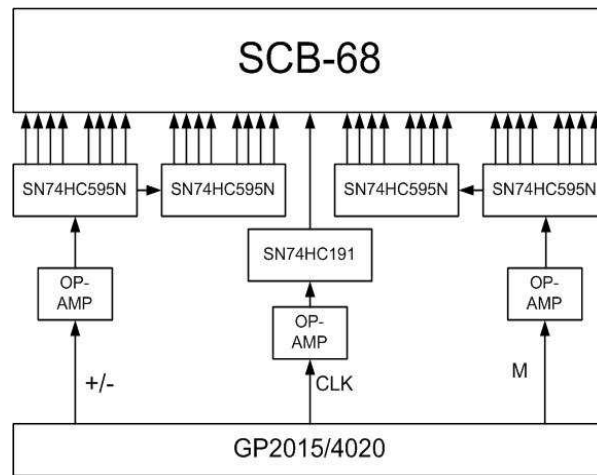 SCB-68
SN74HC595N
SN74HC595N
SN74HC595N
SN74HC595N
SN74HC191
OP-
AMP
OP-
AMP
OP-
AMP
+/-
CLK
M
GP2015/4020